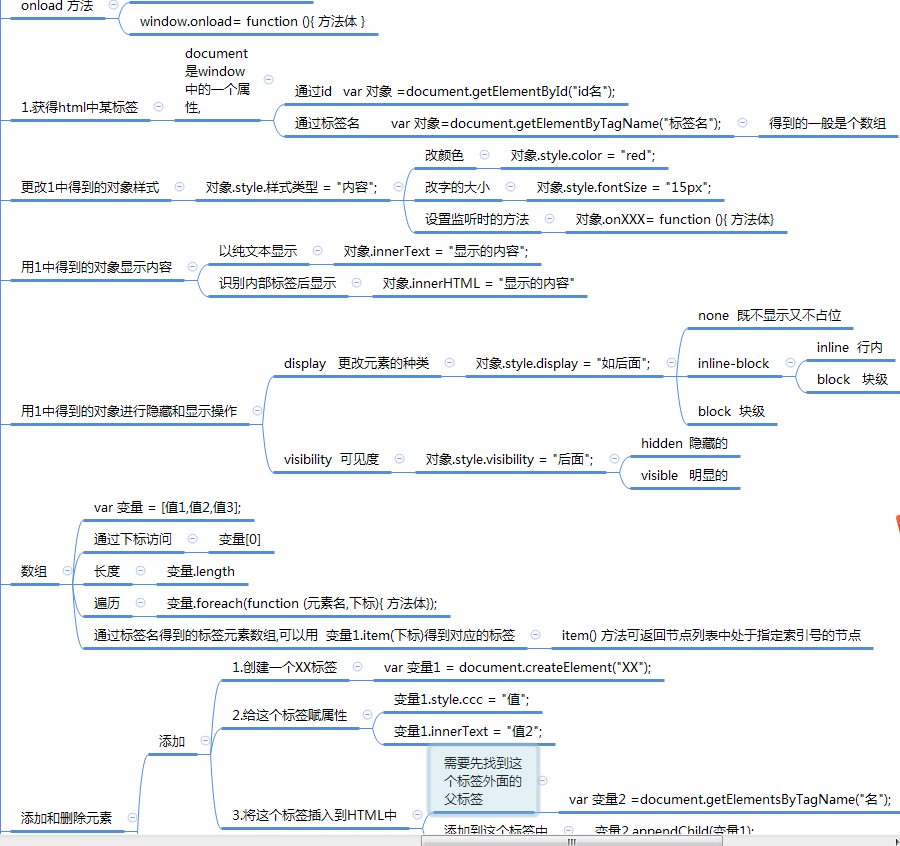 onload 方法
window.onload= function (){ 方法体 }
1.获得html中某标签
document
是window
中的一个属
性,
通过id   var 对象 =document.getElementById("id名");
通过标签名        var 对象=document.getElementByTagName("标签名");
得到的一般是个数组
更改1中得到的对象样式
对象.style.样式类型 = "内容";
改颜色
对象.style.color = "red";
改字的大小
对象.style.fontSize = "15px";
设置监听时的方法
对象.onXXX= function (){ 方法体}
用1中得到的对象显示内容
以纯文本显示
对象.innerText = "显示的内容";
识别内部标签后显示
对象.innerHTML = "显示的内容"
用1中得到的对象进行隐藏和显示操作
display   更改元素的种类
对象.style.display = "如后面";
none  既不显示又不占位
inline-block
inline  行内
block   块级
block  块级
visibility  可见度
对象.style.visibility = "后面";
hidden 隐藏的
visible  明显的
数组
var 变量 = [值1,值2,值3];
通过下标访问
变量[0]
长度
变量.length
遍历
变量.foreach(function (元素名,下标){ 方法体});
通过标签名得到的标签元素数组,可以用  变量1.item(下标)得到对应的标签
item() 方法可返回节点列表中处于指定索引号的节点
添加和删除元素
添加
1.创建一个XX标签
var 变量1 = document.createElement("XX");
2.给这个标签赋属性
变量1.style.ccc = "值";
变量1.innerText = "值2";
3.将这个标签插入到HTML中
需要先找到这
个标签外面的
父标签
var 变量2 =document.getElementsByTagName("名");
添加到这个标签中
变量2.appendChild(变量1);